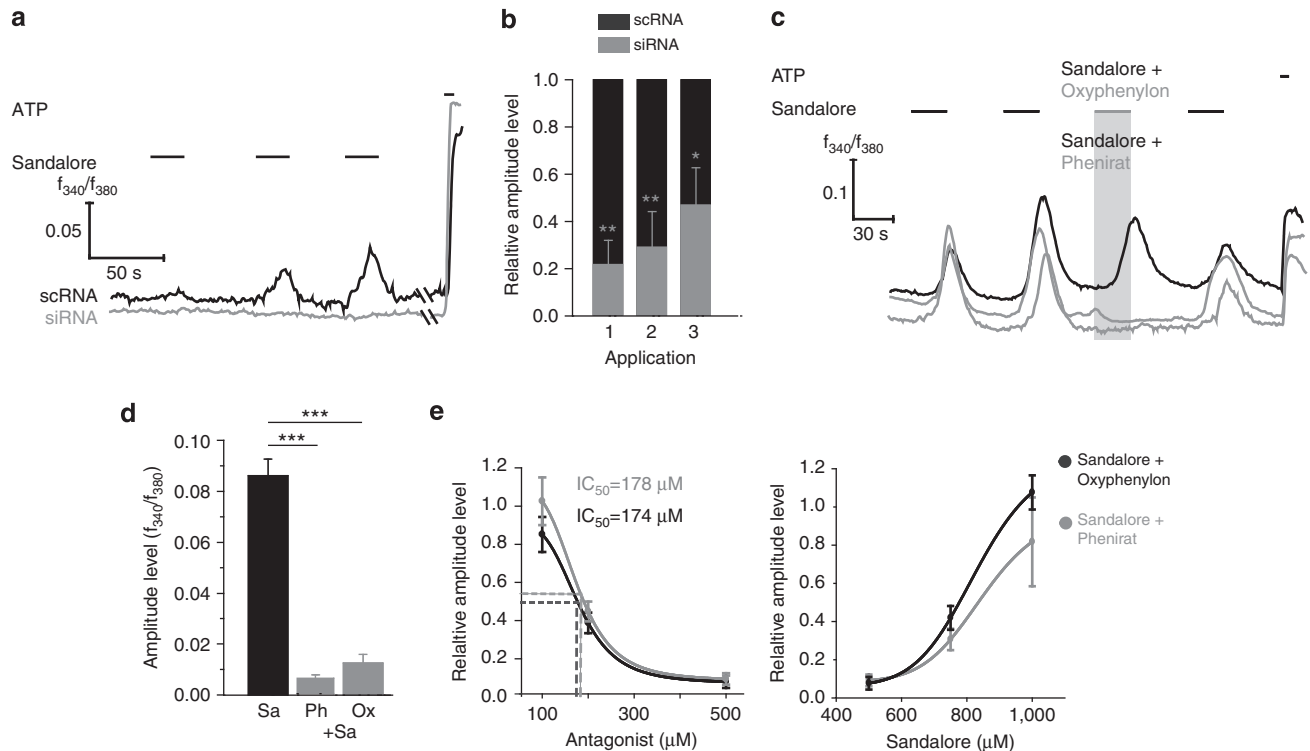 a
ATP
Sandalore
f340/f380
0.05
50 s
scRNA
siRNA
b
scRNA
siRNA
Relaltive amplitude level
1.0
0.8
0.6
0.4
0.2
0.0
**
**
*
1 2 3
Application
c
ATP
Sandalore
Sandalore +
Oxyphenylon
Sandalore +
Phenirat
f340/f380
0.1
30 s
d
***
***
Amplitude level (f340/f380)
0.10
0.08
0.06
0.04
0.02
0.00
Sa Ph Ox
+Sa
e
Relaltive amplitude level
1.2
1.0
0.8
0.6
0.4
0.2
0.0
IC50=178 µM
IC50=174 µM
100 300 500
Antagonist (µM)
Relaltive amplitude level
1.2
1.0
0.8
0.6
0.4
0.2
0.0
400 600 800 1,000
Sandalore (µM)
Sandalore +
Oxyphenylon
Sandalore +
Phenirat